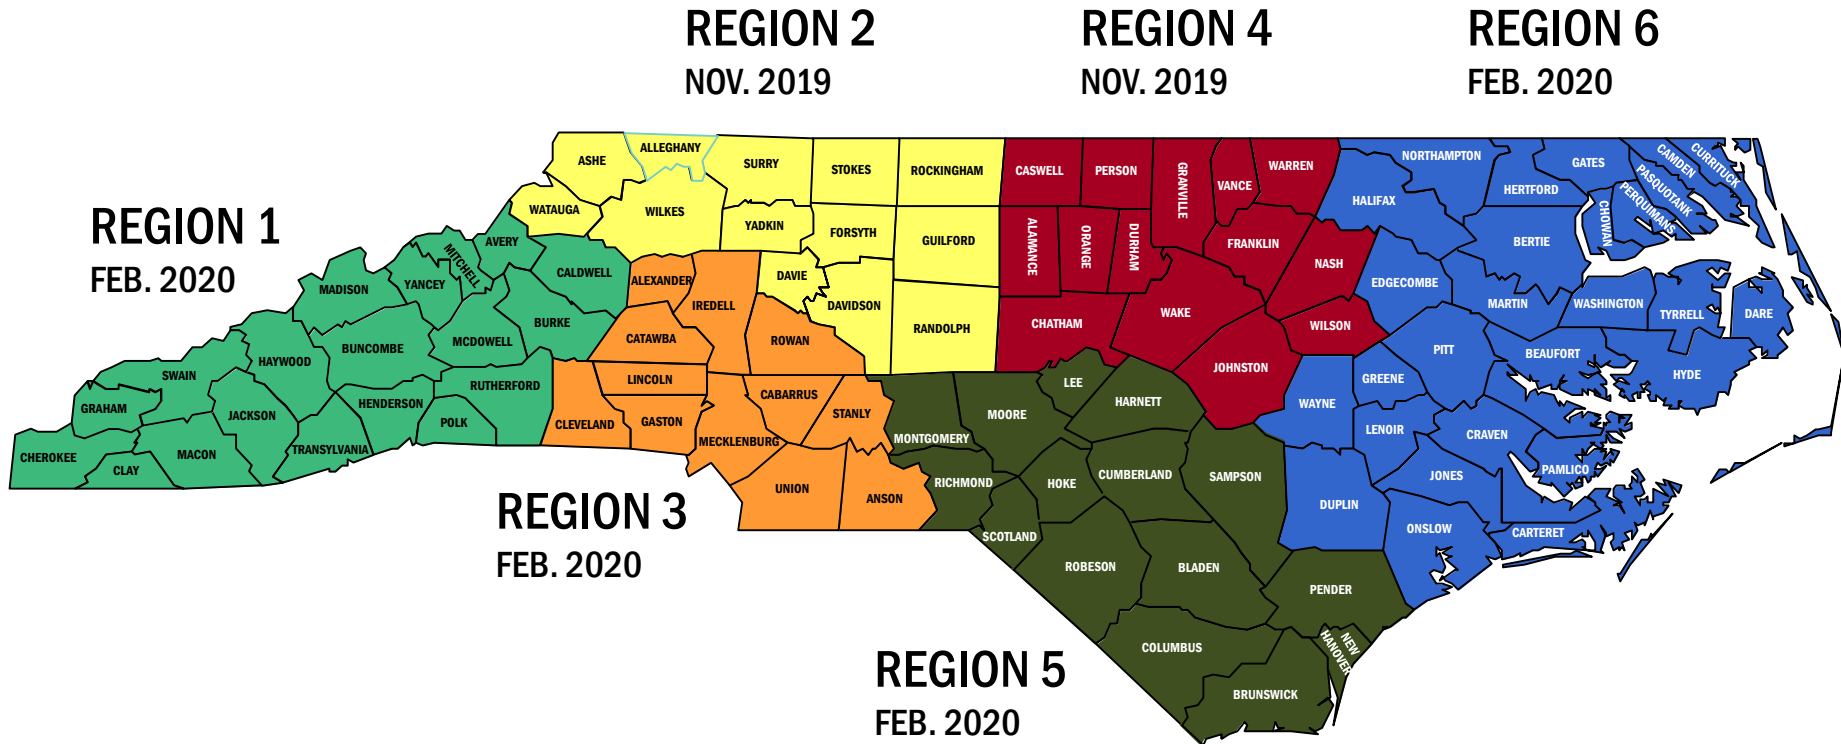 REGION 2
NOV. 2019
REGION 4
NOV. 2019
REGION 6
FEB. 2020
REGION 1
FEB. 2020
REGION 3
FEB. 2020
REGION 5
FEB. 2020
CHEROKEE
GRAHAM
CLAY
SWAIN
MACON
JACKSON
HAYWOOD
TRANSYLVANIA
MADISON
BUNCOMBE
HENDERSON
YANCEY
MITCHELL
AVERY
MCDOWELL
POLK
RUTHERFORD
BURKE
CALDWELL
ASHE
ALLEGHANY
WATAUGA
WILKES
SURRY
YADKIN
STOKES
FORSYTH
ROCKINGHAM
GUILFORD
DAVIE
DAVIDSON
RANDOLPH
ALEXANDER
IREDELL
CATAWBA
ROWAN
LINCOLN
CLEVELAND
GASTON
MECKLENBURG
CABARRUS
STANLY
UNION
ANSON
CASWELL
PERSON
GRANVILLE
VANCE
WARREN
ALAMANCE
ORANGE
DURHAM
FRANKLIN
NASH
CHATHAM
WAKE
WILSON
JOHNSTON
MONTGOMERY
MOORE
LEE
HARNETT
RICHMOND
HOKE
CUMBERLAND
SAMPSON
SCOTLAND
ROBESON
BLADEN
PENDER
COLUMBUS
NEW
HANOVER
BRUNSWICK
NORTHAMPTON
HALIFAX
HERTFORD
GATES
CAMDEN
CURRITUCK
PASQUOTANK
PERQUIMANS
CHOWAN
BERTIE
EDGECOMBE
MARTIN
WASHINGTON
TYRRELL
DARE
PITT
BEAUFORT
HYDE
GREENE
WAYNE
LENOIR
CRAVEN
JONES
PAMLICO
DUPLIN
ONSLOW
CARTERET